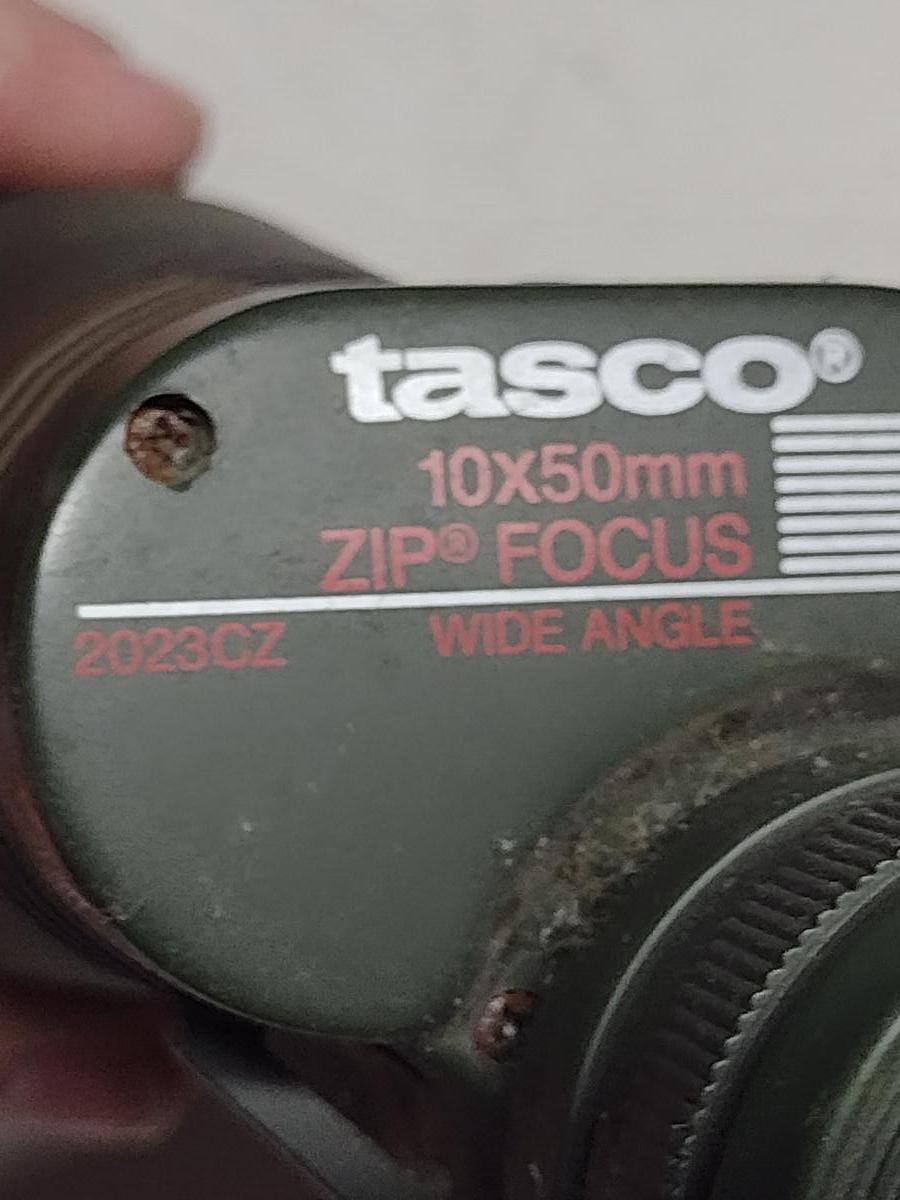 tasco®
10x50mm
ZIP® FOCUS
2023CZ WIDE ANGLE